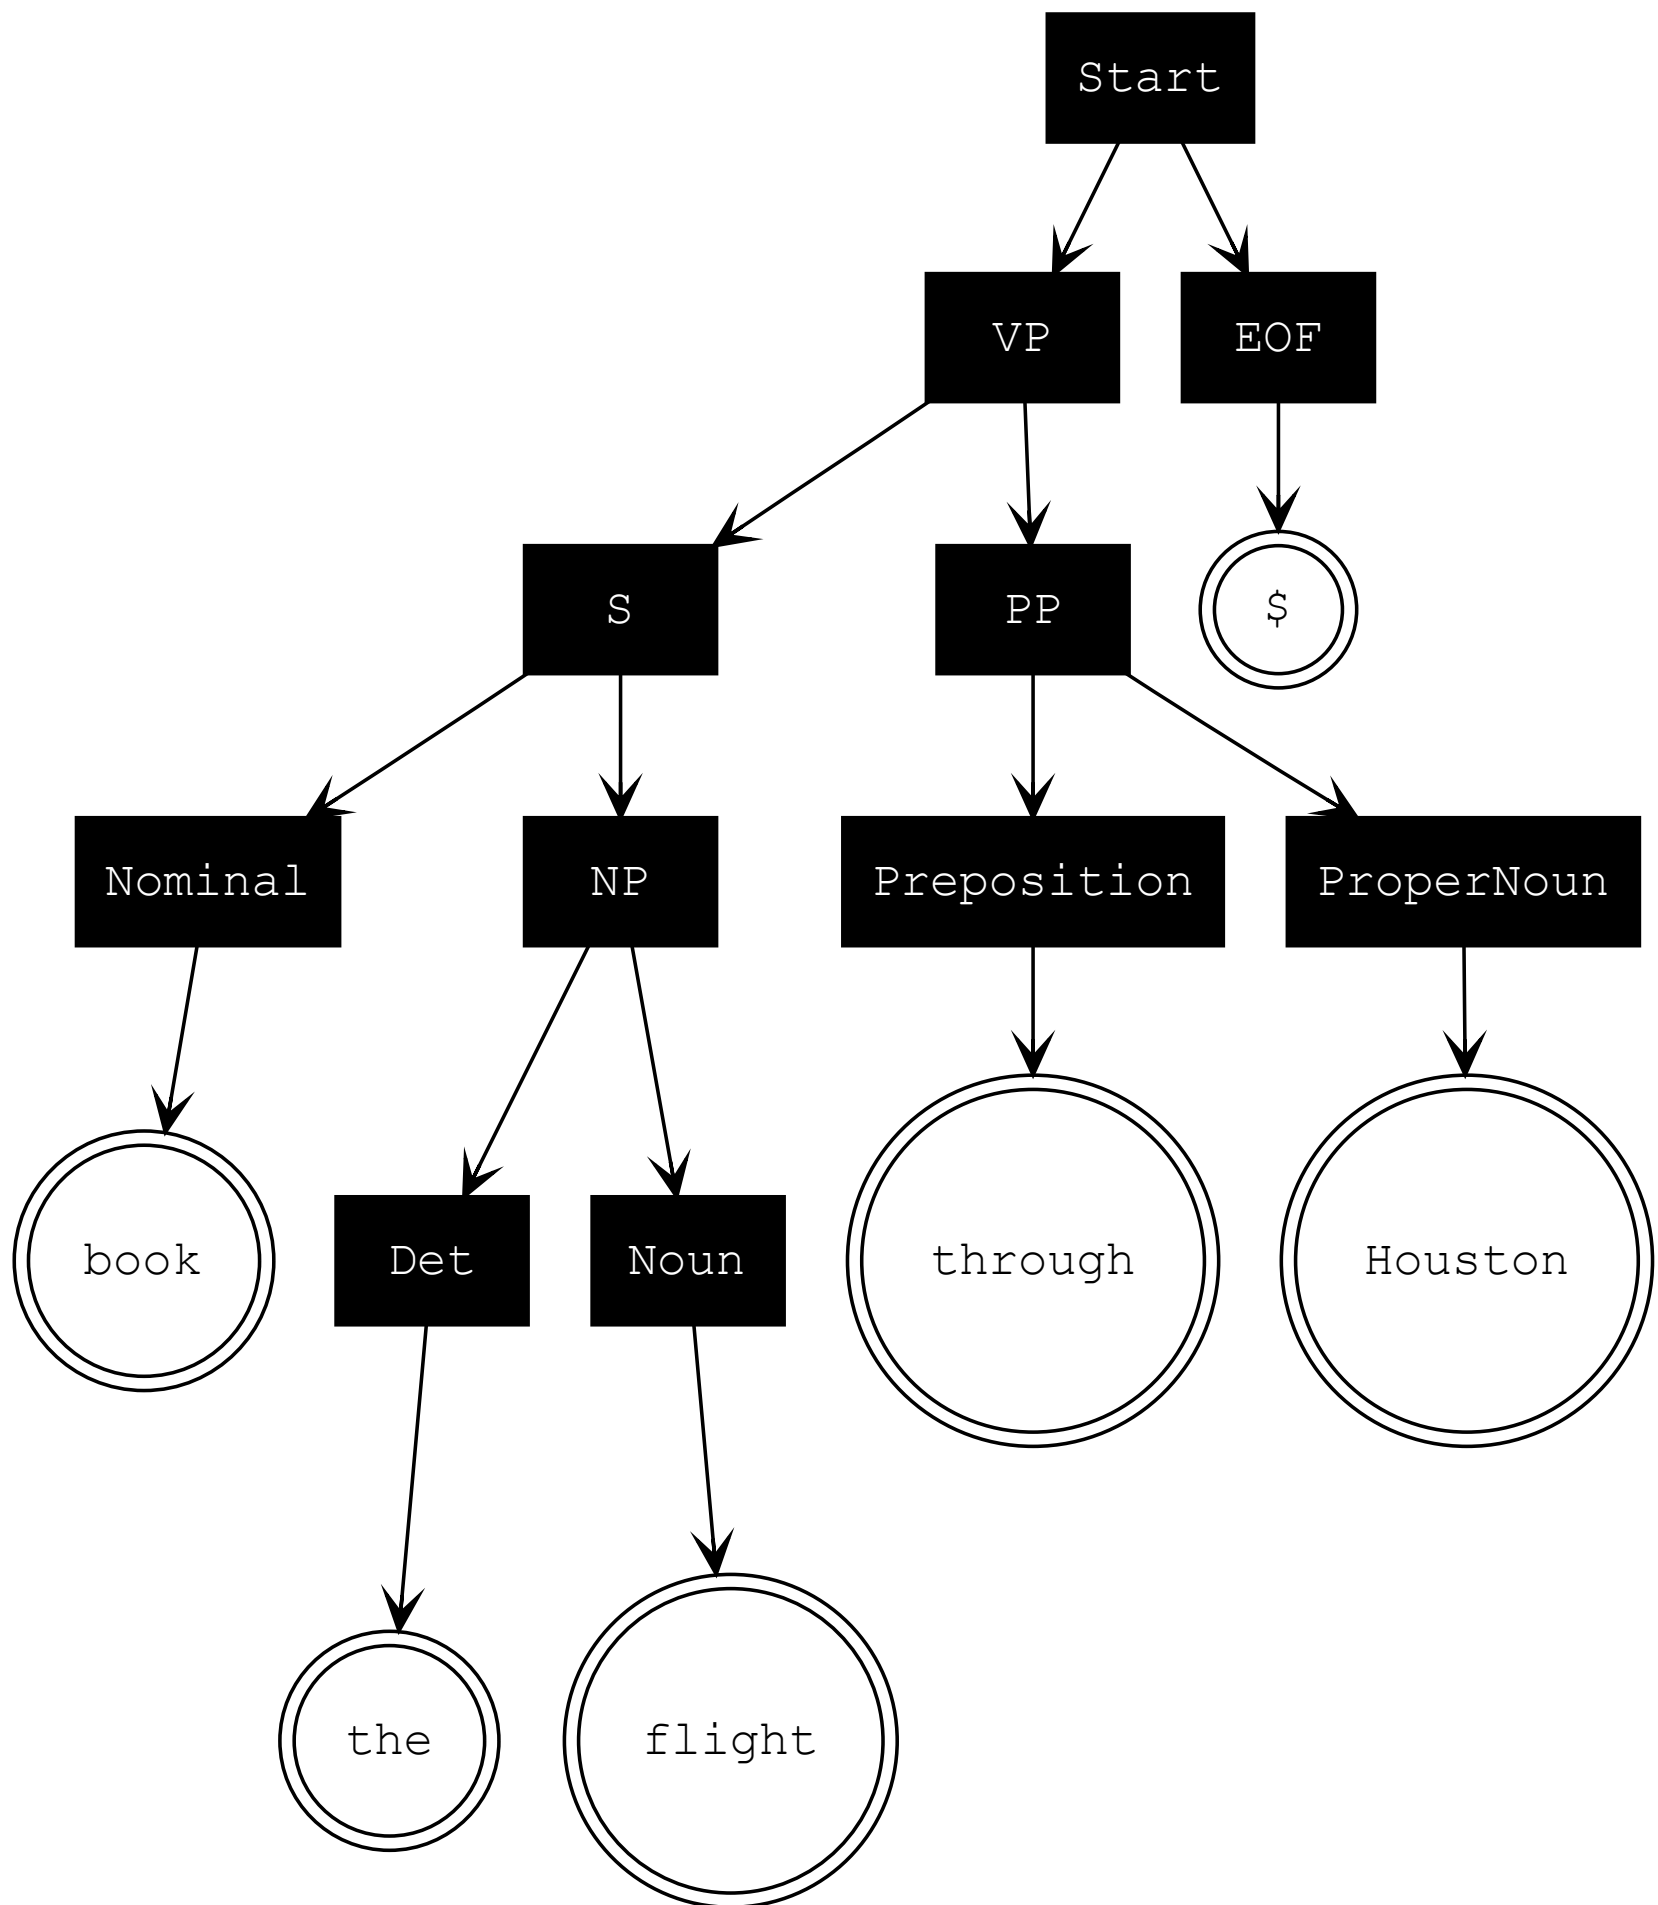 Start
VP
EOF
S
PP
$
Nominal
NP
Preposition
ProperNoun
book
Det
Noun
through
Houston
the
flight